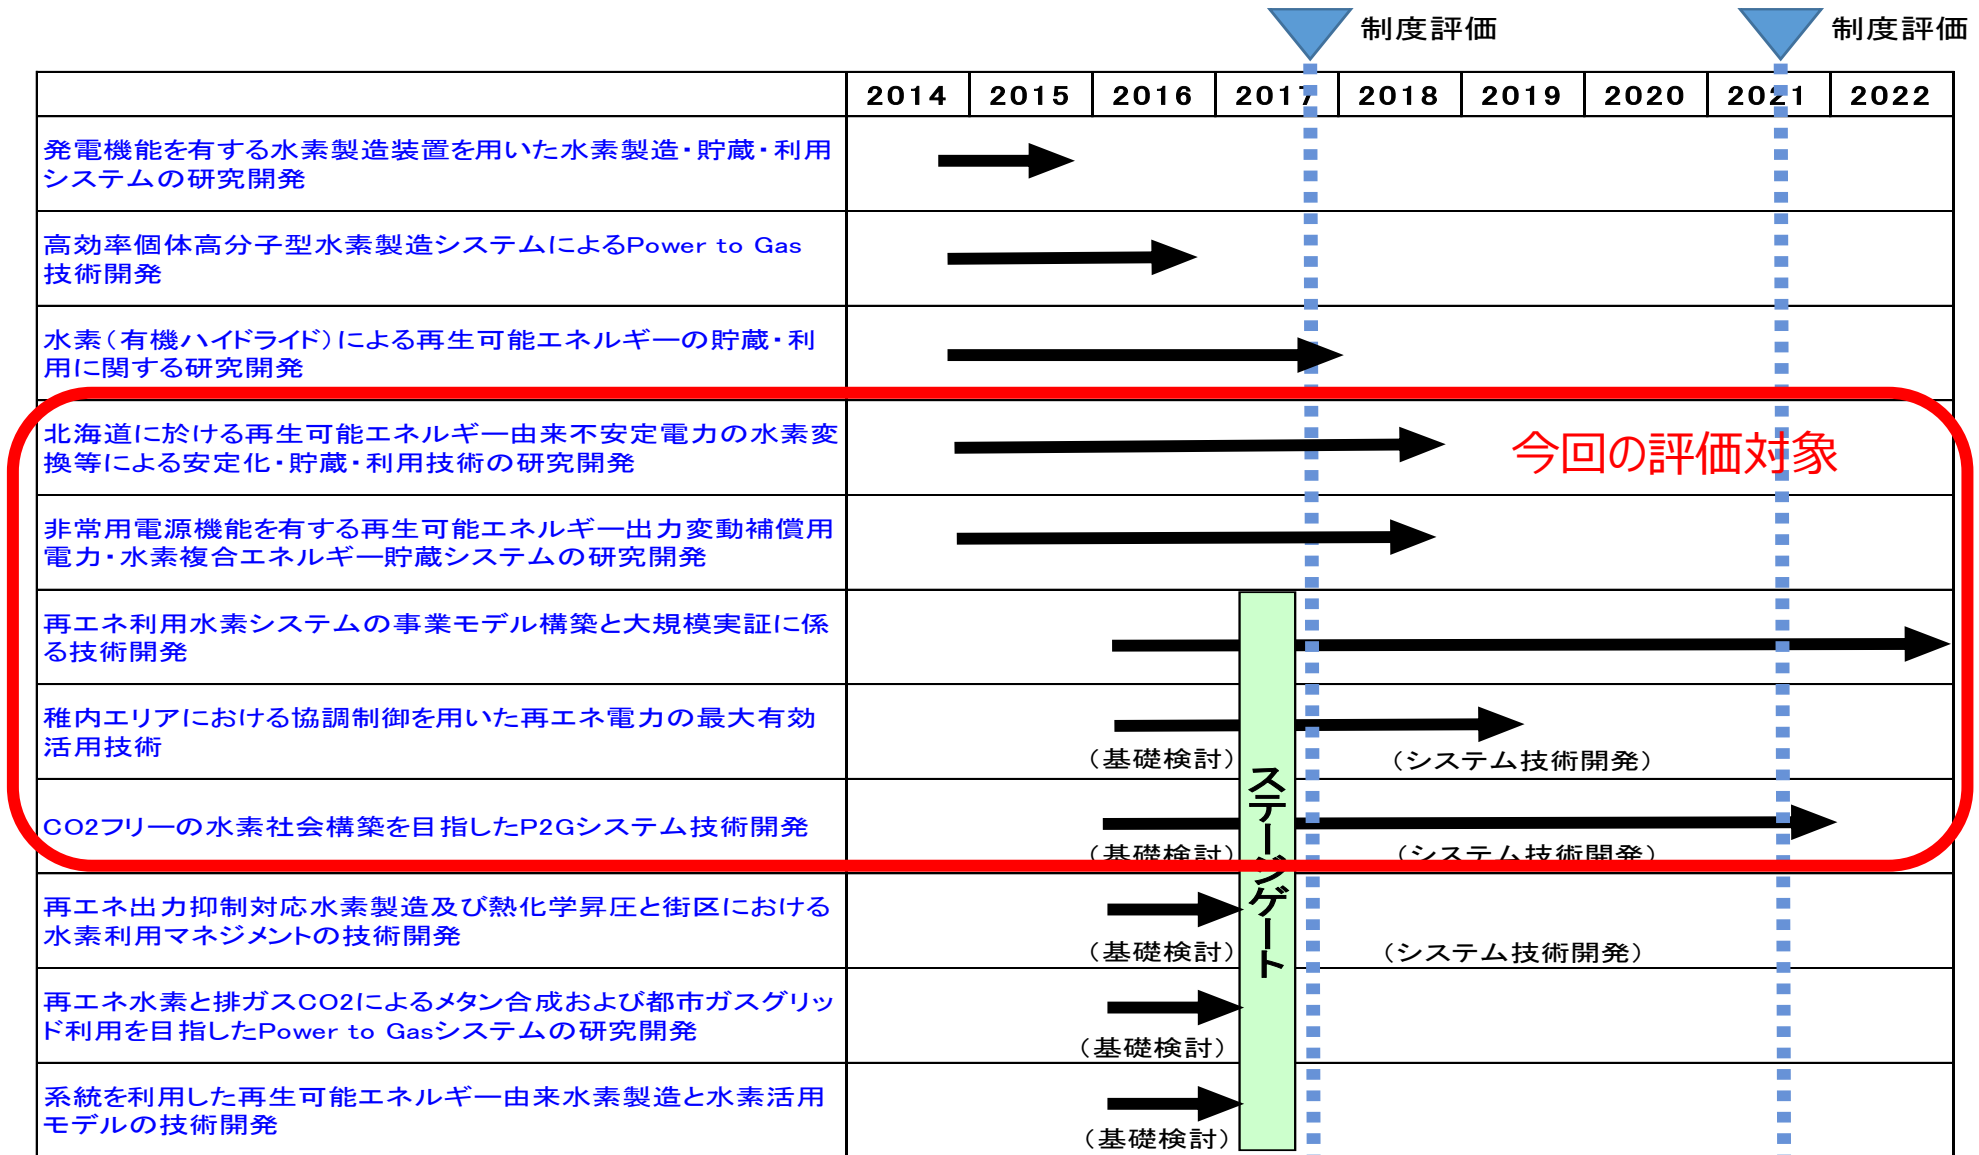 制度評価
制度評価
2014 2015 2016 2017 2018 2019 2020 2021 2022
発電機能を有する水素製造装置を用いた水素製造・貯蔵・利用
システムの研究開発
高効率個体高分子型水素製造システムによるPower to Gas
技術開発
水素(有機ハイドライド)による再生可能エネルギーの貯蔵・利
用に関する研究開発
北海道に於ける再生可能エネルギー由来不安定電力の水素変
換等による安定化・貯蔵・利用技術の研究開発
今回の評価対象
非常用電源機能を有する再生可能エネルギー出力変動補償用
電力・水素複合エネルギー貯蔵システムの研究開発
再エネ利用水素システムの事業モデル構築と大規模実証に係
る技術開発
稚内エリアにおける協調制御を用いた再エネ電力の最大有効
活用技術
(基礎検討)
(システム技術開発)
ステージゲート
CO2フリーの水素社会構築を目指したP2Gシステム技術開発
(基礎検討)
(システム技術開発)
再エネ出力抑制対応水素製造及び熱化学昇圧と街区における
水素利用マネジメントの技術開発
(基礎検討)
(システム技術開発)
再エネ水素と排ガスCO2によるメタン合成および都市ガスグリッ
ド利用を目指したPower to Gasシステムの研究開発
(基礎検討)
系統を利用した再生可能エネルギー由来水素製造と水素活用
モデルの技術開発
(基礎検討)